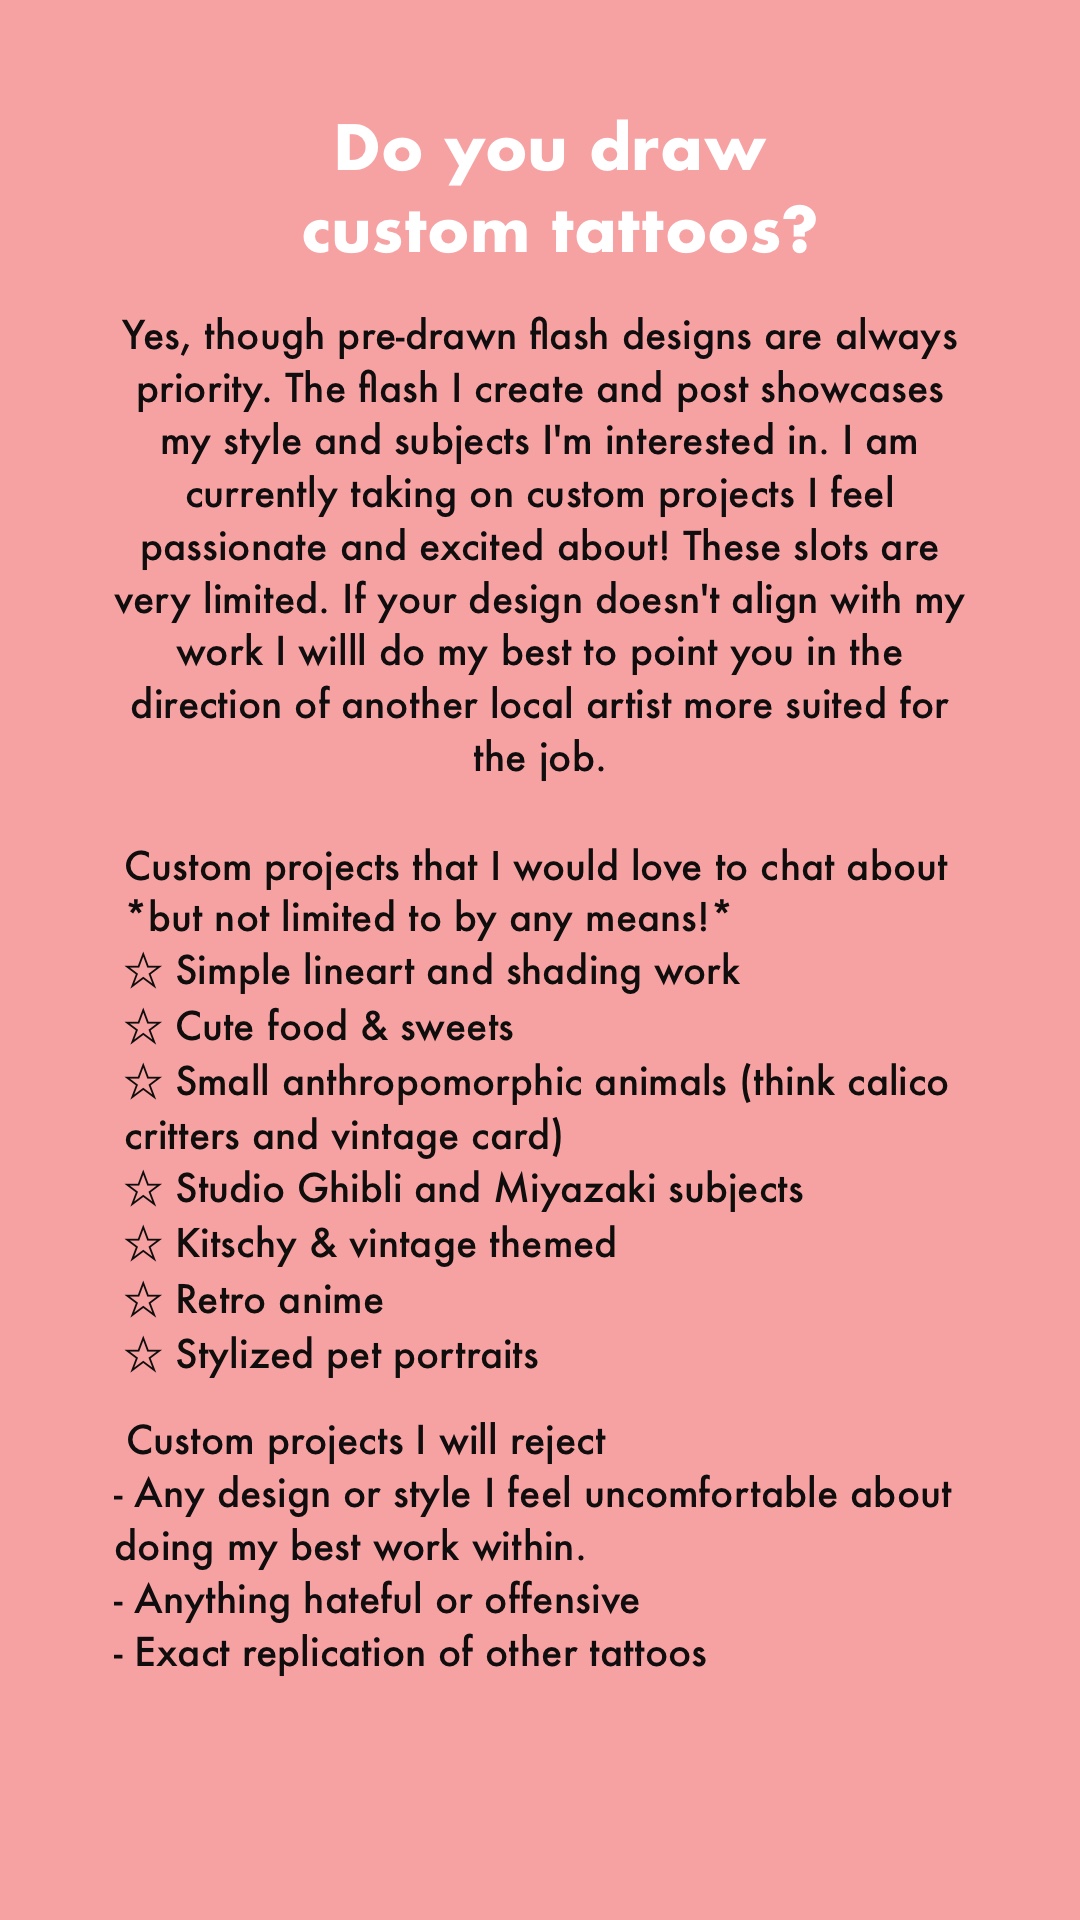 Do you draw
custom tattoos?
Yes, though pre-drawn flash designs are always
priority. The flash I create and post showcases
my style and subjects I'm interested in. I am
currently taking on custom projects I feel
passionate and excited about! These slots are
very limited. If your design doesn't align with my
work I willl do my best to point you in the
direction of another local artist more suited for
the job.
Custom projects that I would love to chat about
*but not limited to by any means!*
☆ Simple lineart and shading work
☆ Cute food & sweets
☆ Small anthropomorphic animals (think calico
critters and vintage card)
☆ Studio Ghibli and Miyazaki subjects
☆ Kitschy & vintage themed
☆ Retro anime
☆ Stylized pet portraits
Custom projects I will reject
- Any design or style I feel uncomfortable about
doing my best work within.
- Anything hateful or offensive
- Exact replication of other tattoos